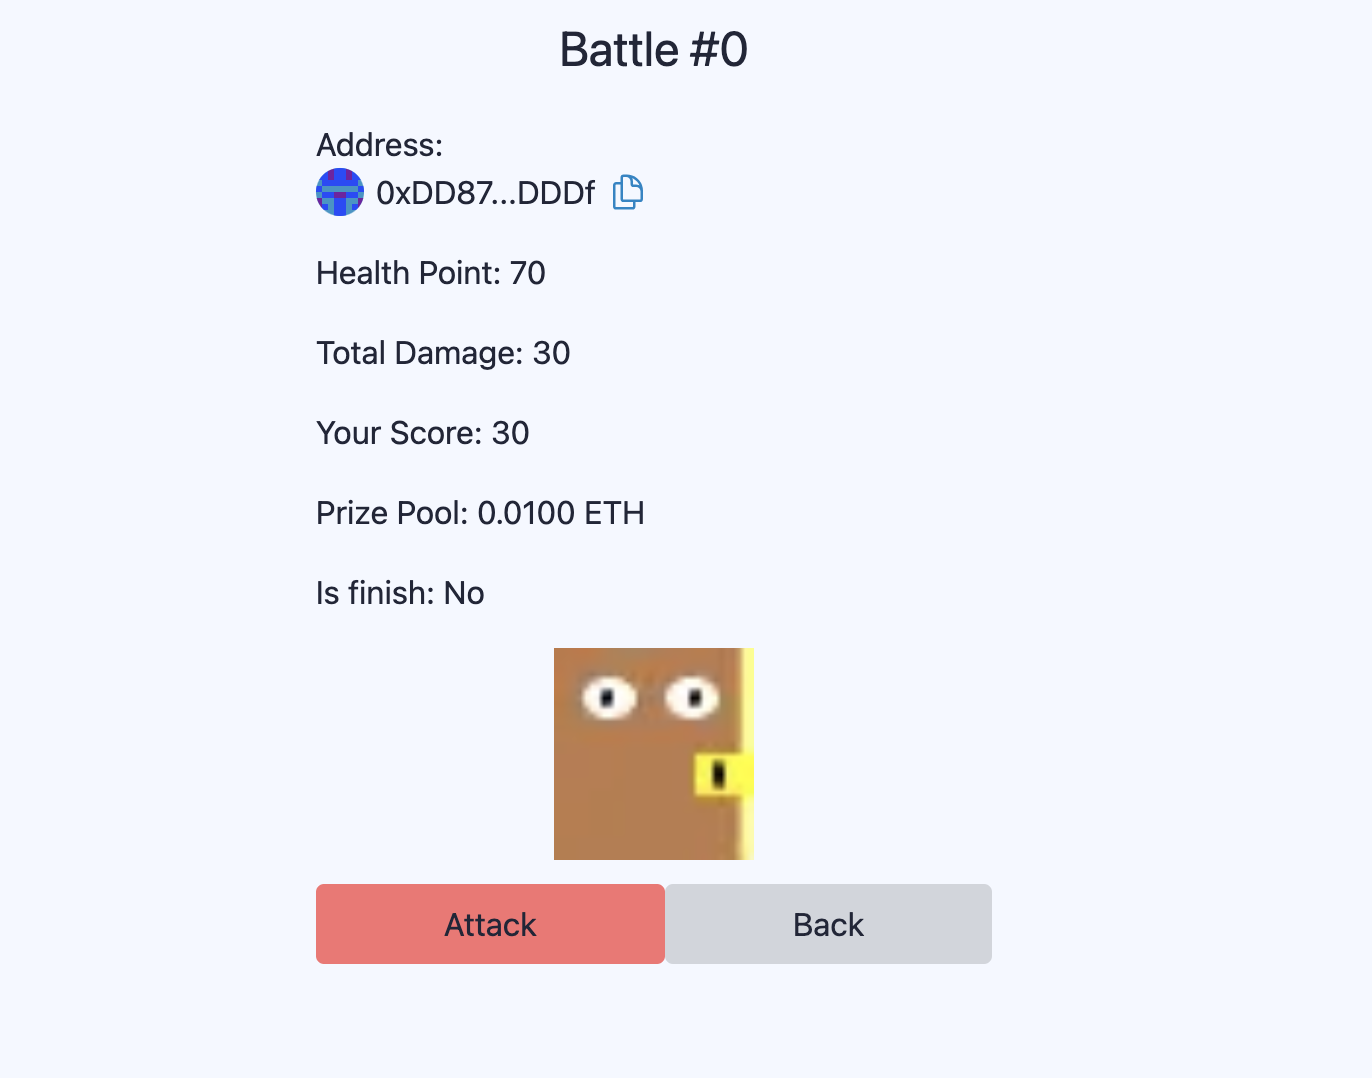 Battle #0
Address:
0xDD87...DDDf
Health Point: 70
Total Damage: 30
Your Score: 30
Prize Pool: 0.0100 ETH
Is finish: No
Attack
Back